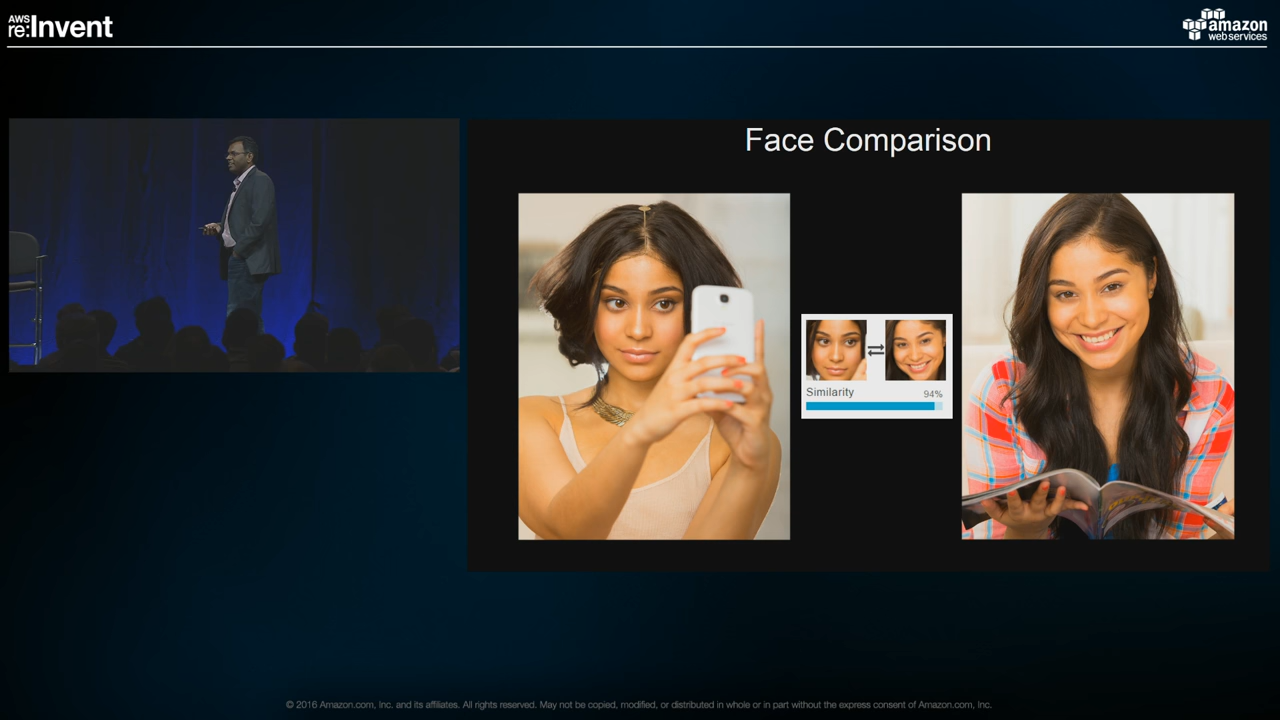 AWS
re:Invent
amazon
web services
Face Comparison
Similarity 94%
© 2016 Amazon.com, Inc. and its affiliates. All rights reserved. May not be copied, modified, or distributed in whole or in part without the express consent of Amazon.com, Inc.